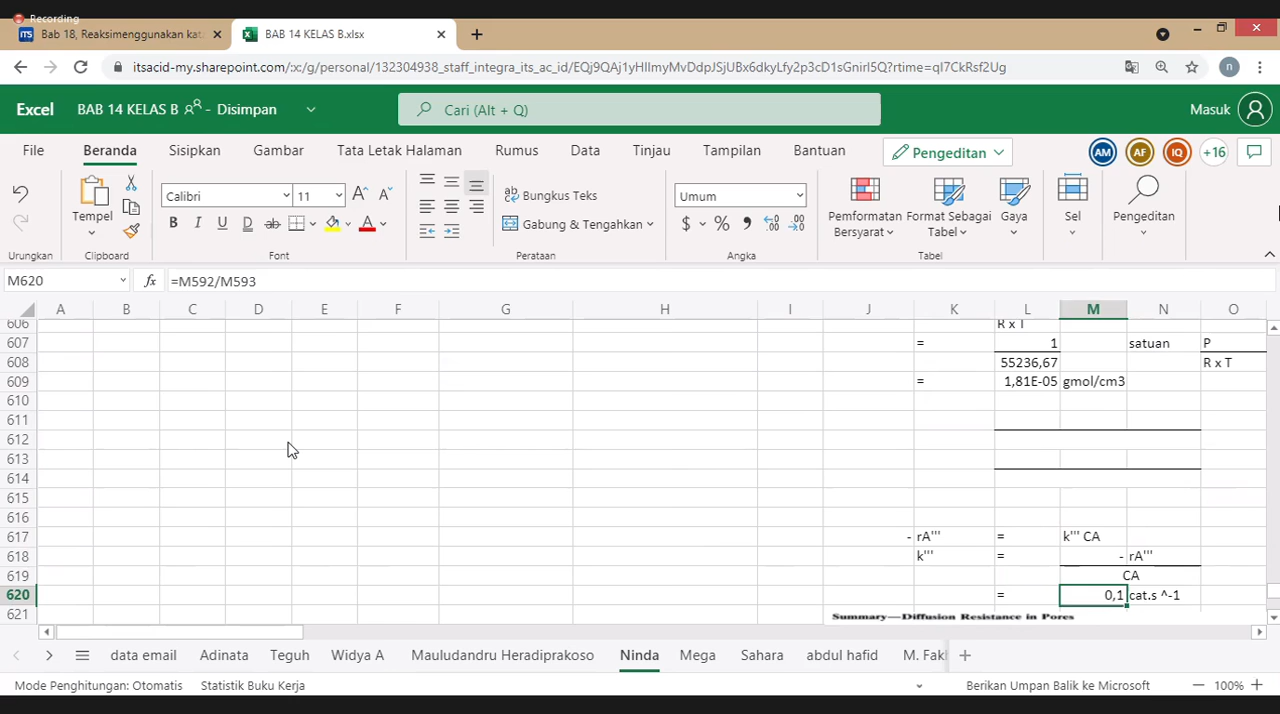 Recording
ITS Bab 18, Reaksimenggunakan kat
BAB 14 KELAS B.xlsx
itsacid-my.sharepoint.com/:x:/g/personal/132304938_staff_integra_its_ac_id/EQj9QAj1yHIImyMvDdpJSjUBx6dkyLfy2p3cD1sGnirI5Q?rtime=qI7CkRsf2Ug
n
Excel
BAB 14 KELAS B - Disimpan
Cari (Alt + Q)
Masuk
File Beranda Sisipkan Gambar Tata Letak Halaman Rumus Data Tinjau Tampilan Bantuan
Pengeditan
AM AF IQ +16
Tempel
Calibri 11
Bungkus Teks
Gabung & Tengahkan
Umum
Pemformatan Bersyarat
Format Sebagai Tabel
Gaya
Sel
Pengeditan
Urungkan Clipboard Font Perataan Angka Tabel
M620 fx =M592/M593
A B C D E F G H I J K L M N O
606 R x T
607 = 1 satuan P
608 55236,67 R x T
609 = 1,81E-05 gmol/cm3
610
611
612
613
614
615
616
617 - rA''' = k''' CA
618 k''' = - rA'''
619 CA
620 = 0,1 cat.s ^-1
621 Summary—Diffusion Resistance in Pores
data email Adinata Teguh Widya A Mauludandru Heradiprakoso Ninda Mega Sahara abdul hafid M. Fakl
Mode Penghitungan: Otomatis Statistik Buku Kerja Berikan Umpan Balik ke Microsoft 100%